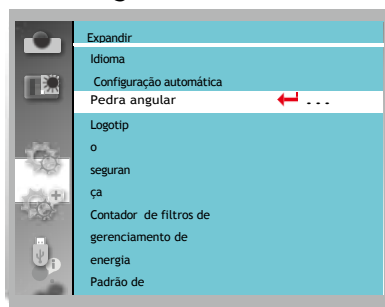 Expandir
Idioma
Configuração automática
Pedra angular ...
Logotip
o
seguran
ça
Contador de filtros de
gerenciamento de
energia
Padrão de